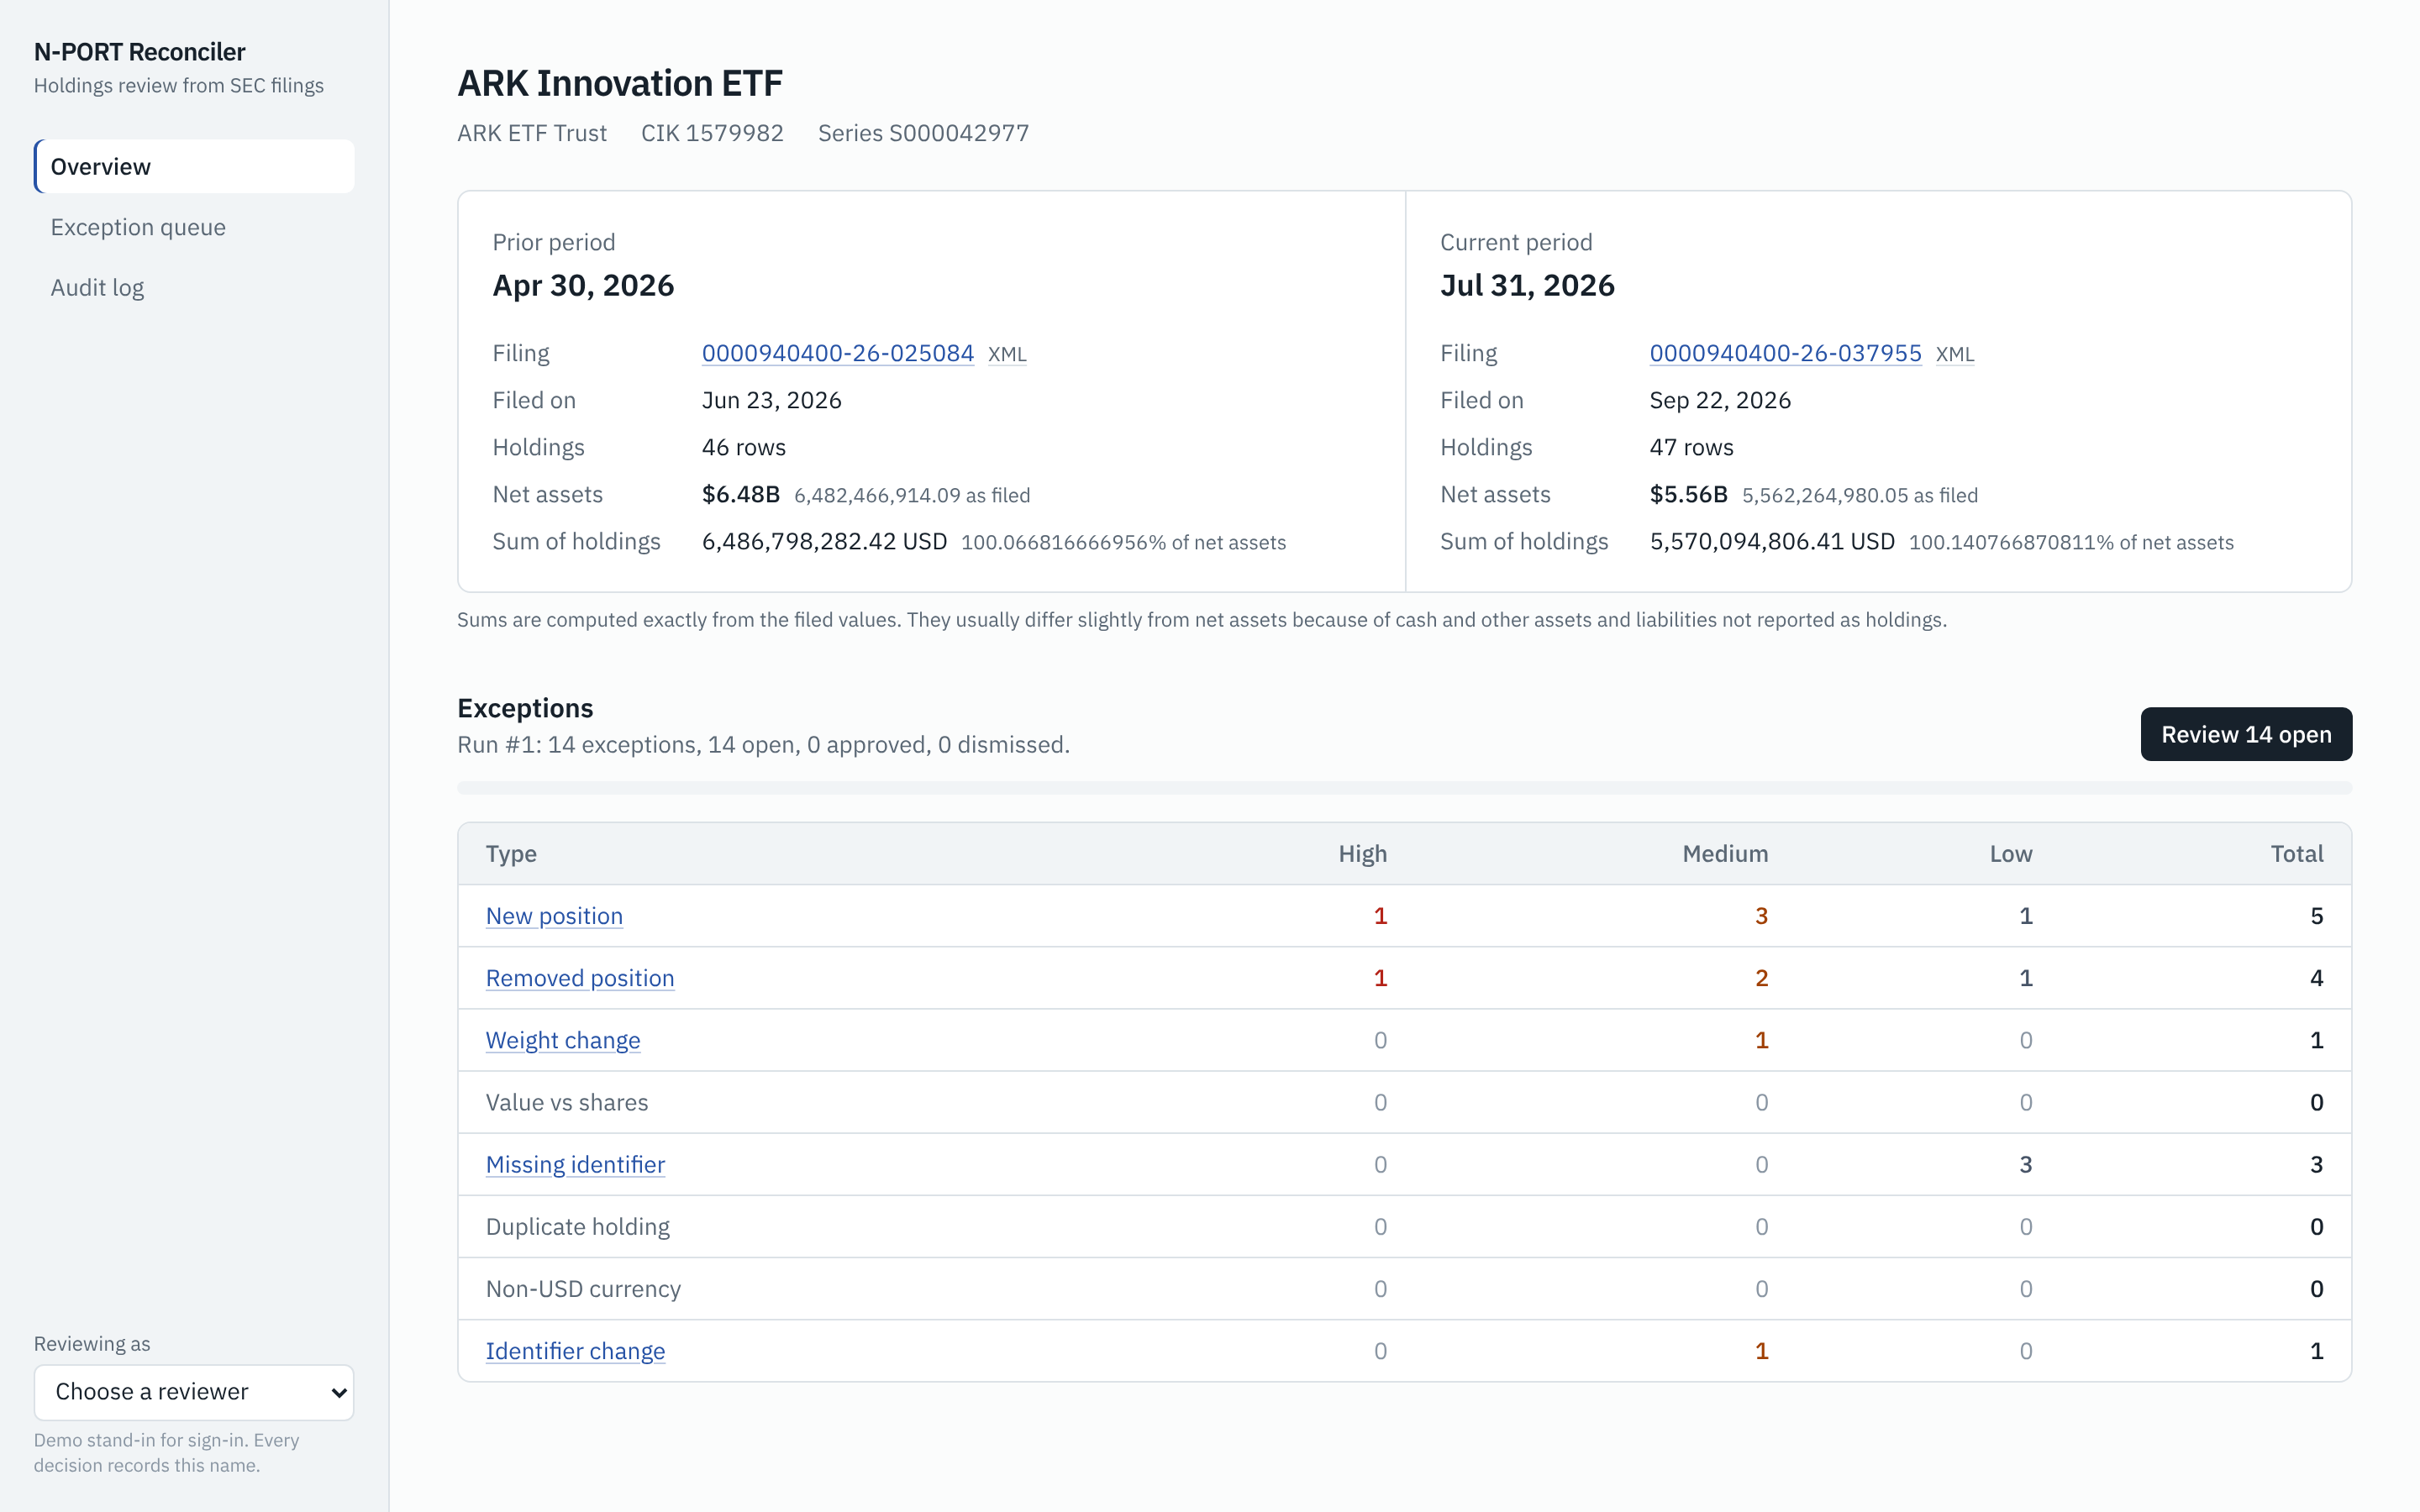 N-PORT Reconciler
Holdings review from SEC filings
Overview
Exception queue
Audit log
Reviewing as
Choose a reviewer
Demo stand-in for sign-in. Every
decision records this name.
ARK Innovation ETF
ARK ETF Trust CIK 1579982 Series S000042977
Prior period
Apr 30, 2026
Filing 0000940400-26-025084 XML
Filed on Jun 23, 2026
Holdings 46 rows
Net assets $6.48B 6,482,466,914.09 as filed
Sum of holdings 6,486,798,282.42 USD 100.066816666956% of net assets
Current period
Jul 31, 2026
Filing 0000940400-26-037955 XML
Filed on Sep 22, 2026
Holdings 47 rows
Net assets $5.56B 5,562,264,980.05 as filed
Sum of holdings 5,570,094,806.41 USD 100.140766870811% of net assets
Sums are computed exactly from the filed values. They usually differ slightly from net assets because of cash and other assets and liabilities not reported as holdings.
Exceptions
Run #1: 14 exceptions, 14 open, 0 approved, 0 dismissed.
Review 14 open
Type High Medium Low Total
New position 1 3 1 5
Removed position 1 2 1 4
Weight change 0 1 0 1
Value vs shares 0 0 0 0
Missing identifier 0 0 3 3
Duplicate holding 0 0 0 0
Non-USD currency 0 0 0 0
Identifier change 0 1 0 1